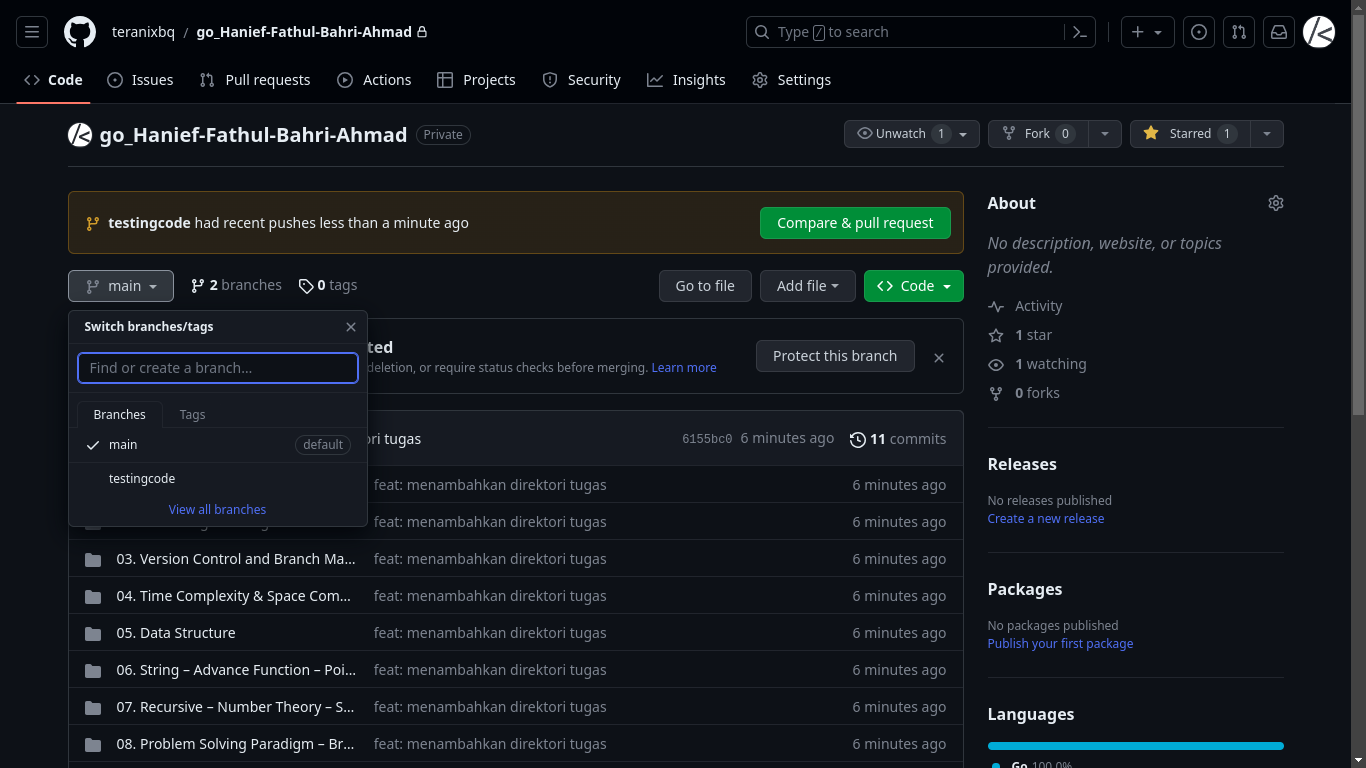 teranixbq / go_Hanief-Fathul-Bahri-Ahmad
Type / to search
Code
Issues
Pull requests
Actions
Projects
Security
Insights
Settings
go_Hanief-Fathul-Bahri-Ahmad Private
Unwatch 1
Fork 0
Starred 1
testingcode had recent pushes less than a minute ago
Compare & pull request
main
2 branches
0 tags
Go to file
Add file
Code
Switch branches/tags
Find or create a branch...
Branches
Tags
main default
testingcode
View all branches
deletion, or require status checks before merging. Learn more
Protect this branch
tugas 6155bc0 6 minutes ago 11 commits
feat: menambahkan direktori tugas 6 minutes ago
feat: menambahkan direktori tugas 6 minutes ago
03. Version Control and Branch Ma... feat: menambahkan direktori tugas 6 minutes ago
04. Time Complexity & Space Com... feat: menambahkan direktori tugas 6 minutes ago
05. Data Structure feat: menambahkan direktori tugas 6 minutes ago
06. String – Advance Function – Poi... feat: menambahkan direktori tugas 6 minutes ago
07. Recursive – Number Theory – S... feat: menambahkan direktori tugas 6 minutes ago
08. Problem Solving Paradigm – Br... feat: menambahkan direktori tugas 6 minutes ago
About
No description, website, or topics
provided.
Activity
1 star
1 watching
0 forks
Releases
No releases published
Create a new release
Packages
No packages published
Publish your first package
Languages
Go 100.0%